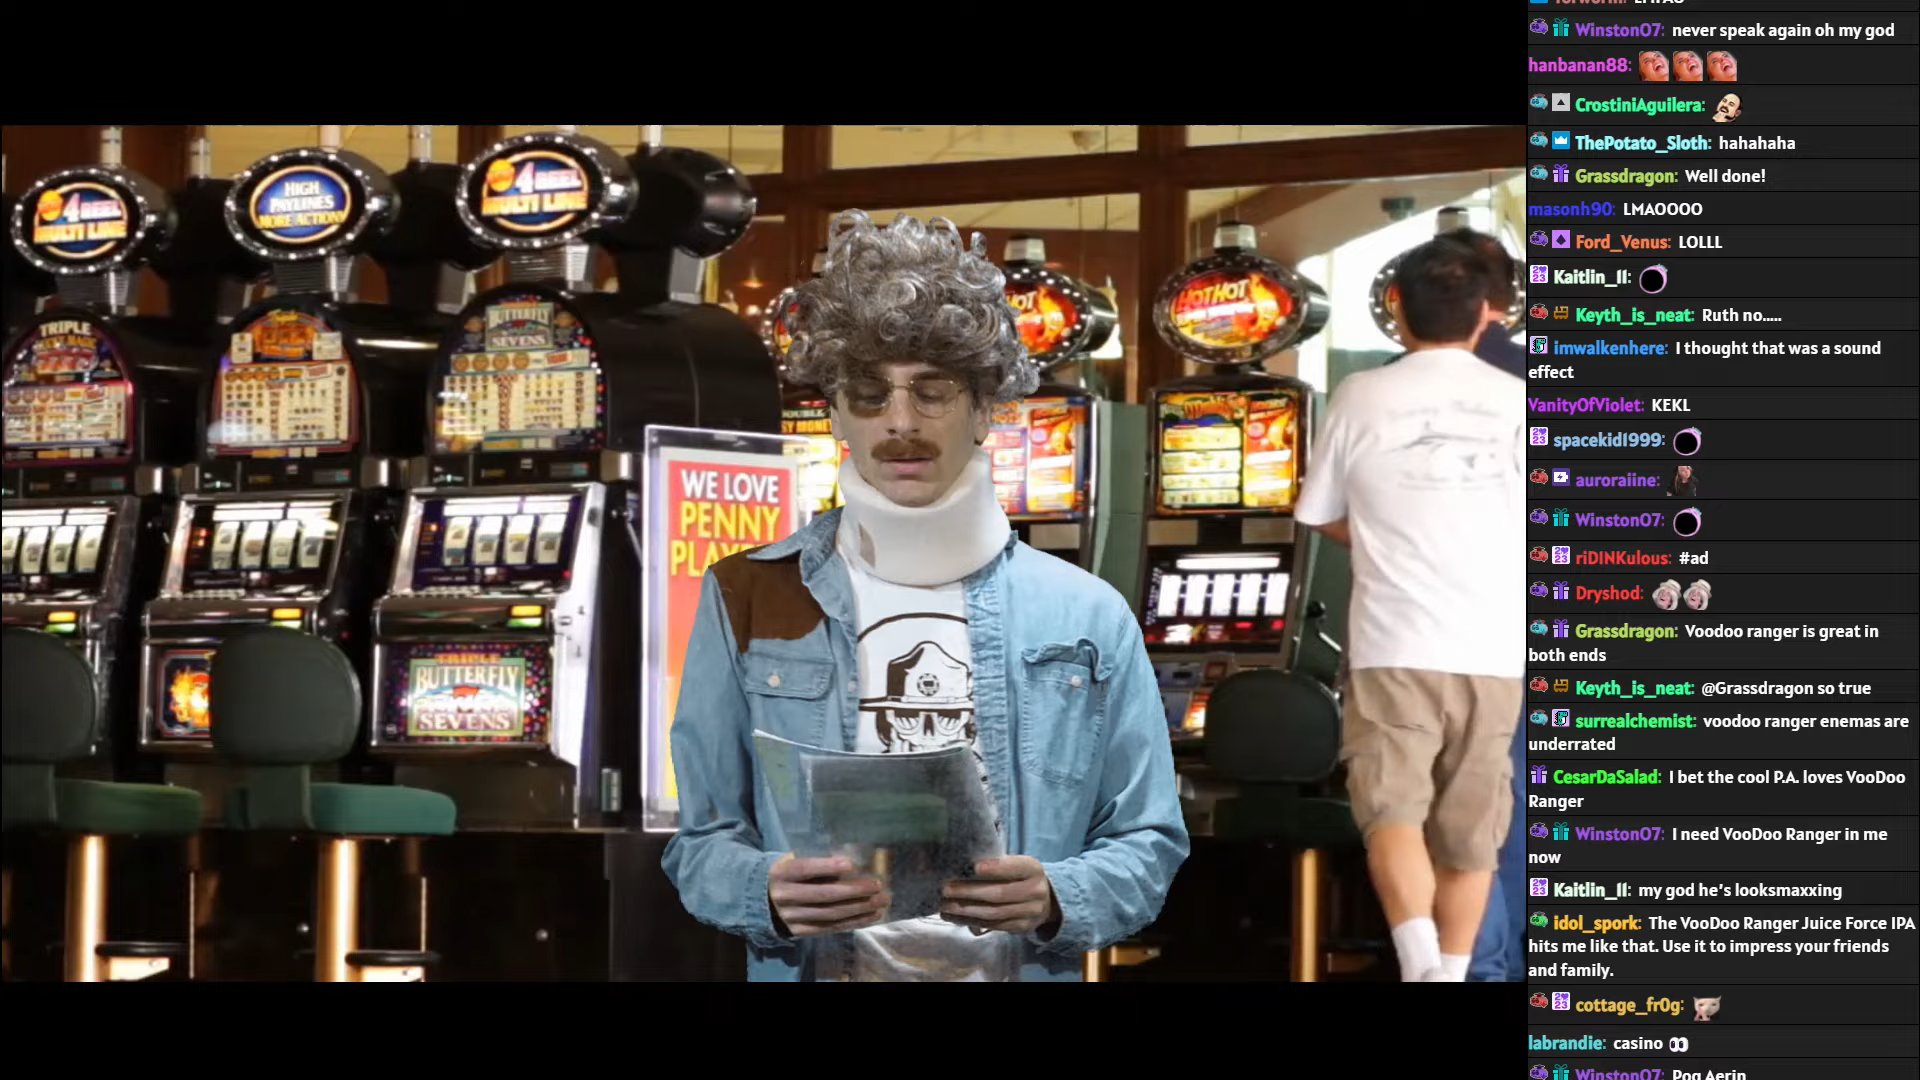 4 REEL
MULTI LINE
HIGH
PAYLINES
MORE ACTION!
4 REEL
MULTI LINE
TRIPLE
BUTTERFLY
SEVENS
HOT
HOT HOT
WE LOVE
PENNY
PLAY
TRIPLE
BUTTERFLY
SEVENS
Winston07: never speak again oh my god
hanbanan88:
CrostiniAguilera:
ThePotato_Sloth: hahahaha
Grassdragon: Well done!
masonh90: LMAOOOO
Ford_Venus: LOLLL
Kaitlin_11:
Keyth_is_neat: Ruth no.....
imwalkenhere: I thought that was a sound
effect
VanityOfViolet: KEKL
spacekid1999:
auroraiine:
Winston07:
riDINKulous: #ad
Dryshod:
Grassdragon: Voodoo ranger is great in
both ends
Keyth_is_neat: @Grassdragon so true
surrealchemist: voodoo ranger enemas are
underrated
CesarDaSalad: I bet the cool P.A. loves VooDoo
Ranger
Winston07: I need VooDoo Ranger in me
now
Kaitlin_11: my god he's looksmaxxing
idol_spork: The VooDoo Ranger Juice Force IPA
hits me like that. Use it to impress your friends
and family.
cottage_fr0g:
labrandie: casino 👀
Winston07: Pog Aerin